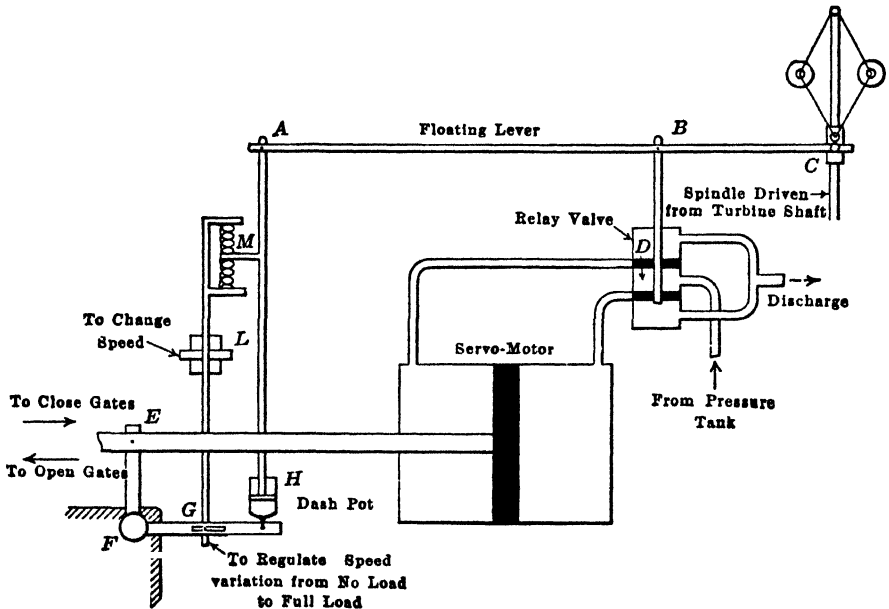 A
Floating Lever
B
C
Spindle Driven
from Turbine Shaft
Relay Valve
D
M
Discharge
To Change
Speed
L
Servo-Motor
From Pressure
Tank
To Close Gates
E
To Open Gates
H
Dash Pot
G
F
To Regulate Speed
variation from No Load
to Full Load